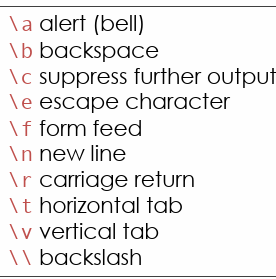 \a alert (bell)
\b backspace
\c suppress further output
\e escape character
\f form feed
\n new line
\r carriage return
\t horizontal tab
\v vertical tab
\\ backslash